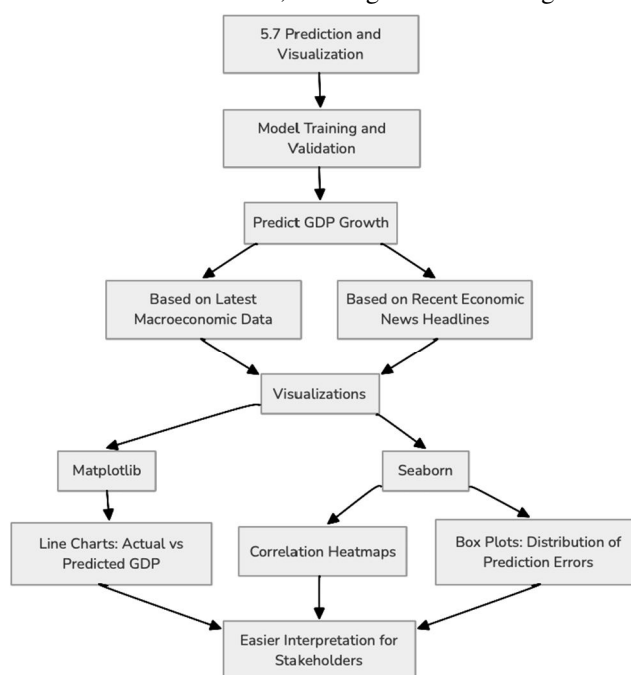 5.7 Prediction and
Visualization
Model Training and
Validation
Predict GDP Growth
Based on Latest
Macroeconomic Data
Based on Recent Economic
News Headlines
Visualizations
Matplotlib
Seaborn
Line Charts: Actual vs
Predicted GDP
Correlation Heatmaps
Box Plots: Distribution of
Prediction Errors
Easier Interpretation for
Stakeholders